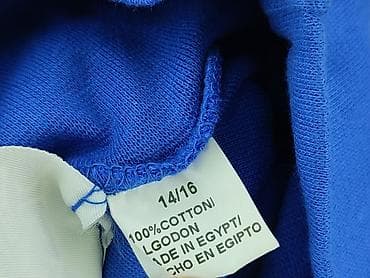 14/16
100%COTTON/
LGODON
ADE IN EGYPT/
CHO EN EGIPTO